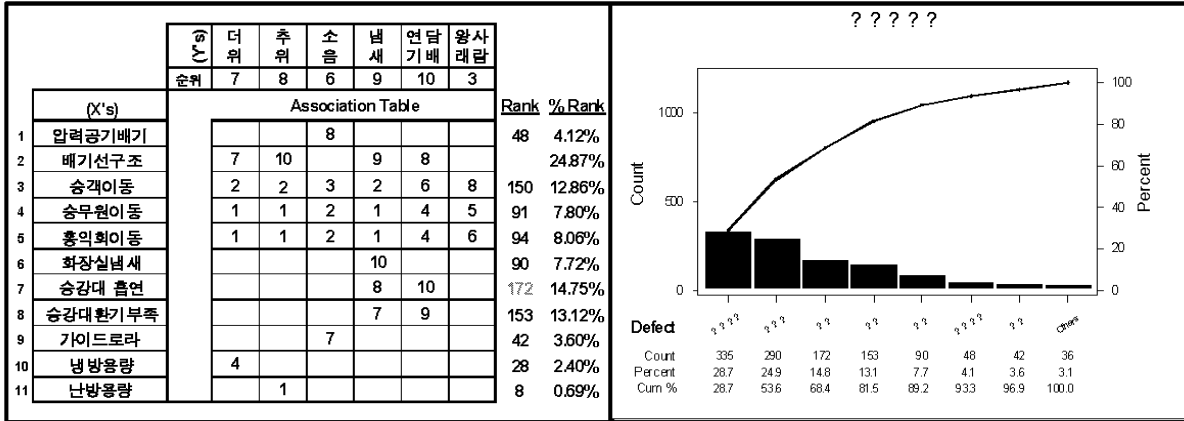 (Y's) 더위 추위 소음 냄새 연기담배 왕래사람
순위 7 8 6 9 10 3
(X's) Association Table Rank % Rank
1 압력공기배기 8 48 4.12%
2 배기선구조 7 10 9 8 24.87%
3 승객이동 2 2 3 2 6 8 150 12.86%
4 승무원이동 1 1 2 1 4 5 91 7.80%
5 홍익회이동 1 1 2 1 4 6 94 8.06%
6 화장실냄새 10 90 7.72%
7 승강대 흡연 8 10 172 14.75%
8 승강대환기부족 7 9 153 13.12%
9 가이드로라 7 42 3.60%
10 냉방용량 4 28 2.40%
11 난방용량 1 8 0.69%
? ? ? ? ?
1000
500
0
Count
100
80
60
40
20
0
Percent
Defect ? ? ? ? ? ? ? ? ? ? ? ? ? ? ? ? ? ? ? Others
Count 335 290 172 153 90 48 42 36
Percent 28.7 24.9 14.8 13.1 7.7 4.1 3.6 3.1
Cum % 28.7 53.6 68.4 81.5 89.2 93.3 96.9 100.0